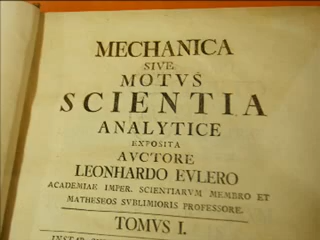 MECHANICA
SIVE
MOTVS
SCIENTIA
ANALYTICE
EXPOSITA
AVCTORE
LEONHARDO EVLERO
ACADEMIAE IMPER. SCIENTIARVM MEMBRO ET
MATHESEOS SVBLIMIORIS PROFESSORE.
TOMVS I.